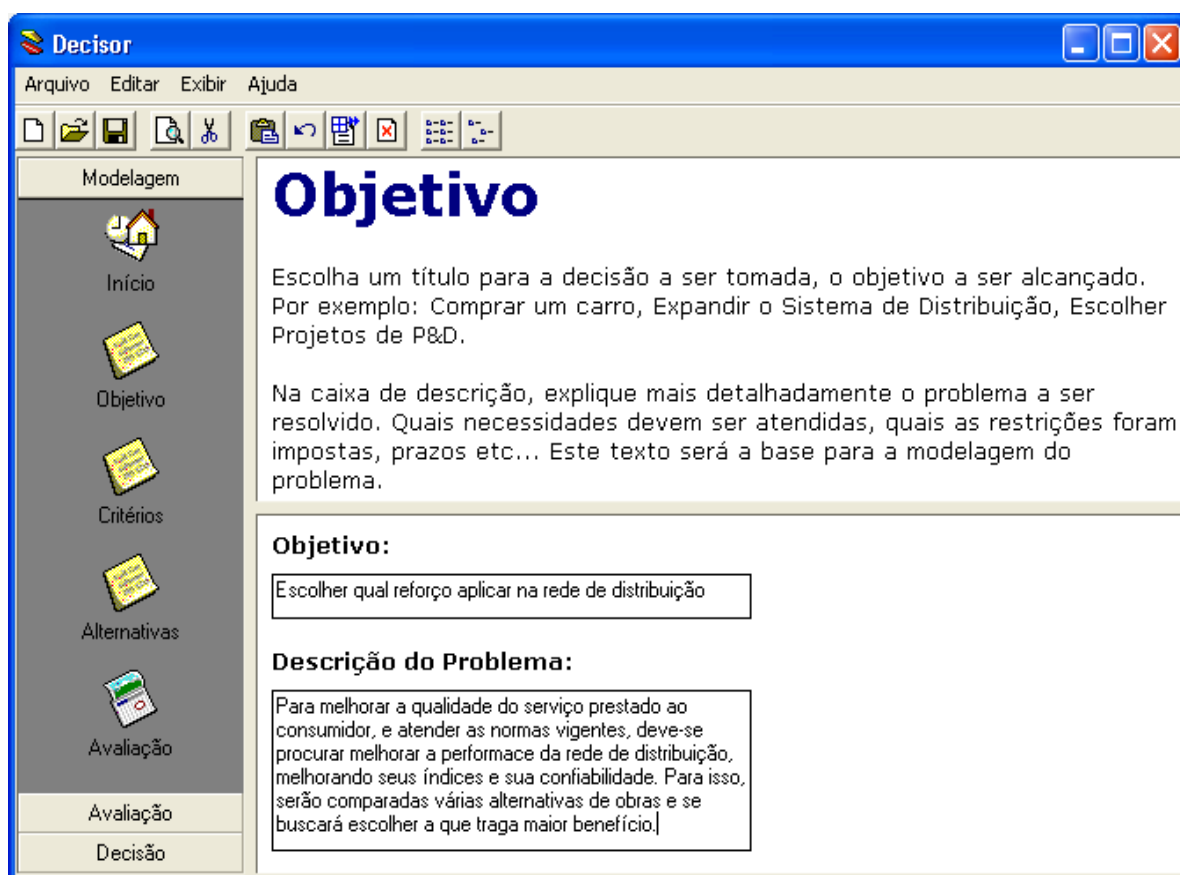 Decisor
Arquivo Editar Exibir Ajuda
Modelagem
Início
Objetivo
Critérios
Alternativas
Avaliação
Avaliação
Decisão
Objetivo
Escolha um título para a decisão a ser tomada, o objetivo a ser alcançado.
Por exemplo: Comprar um carro, Expandir o Sistema de Distribuição, Escolher
Projetos de P&D.
Na caixa de descrição, explique mais detalhadamente o problema a ser
resolvido. Quais necessidades devem ser atendidas, quais as restrições foram
impostas, prazos etc... Este texto será a base para a modelagem do
problema.
Objetivo:
Escolher qual reforço aplicar na rede de distribuição
Descrição do Problema:
Para melhorar a qualidade do serviço prestado ao
consumidor, e atender as normas vigentes, deve-se
procurar melhorar a performace da rede de distribuição,
melhorando seus índices e sua confiabilidade. Para isso,
serão comparadas várias alternativas de obras e se
buscará escolher a que traga maior benefício.